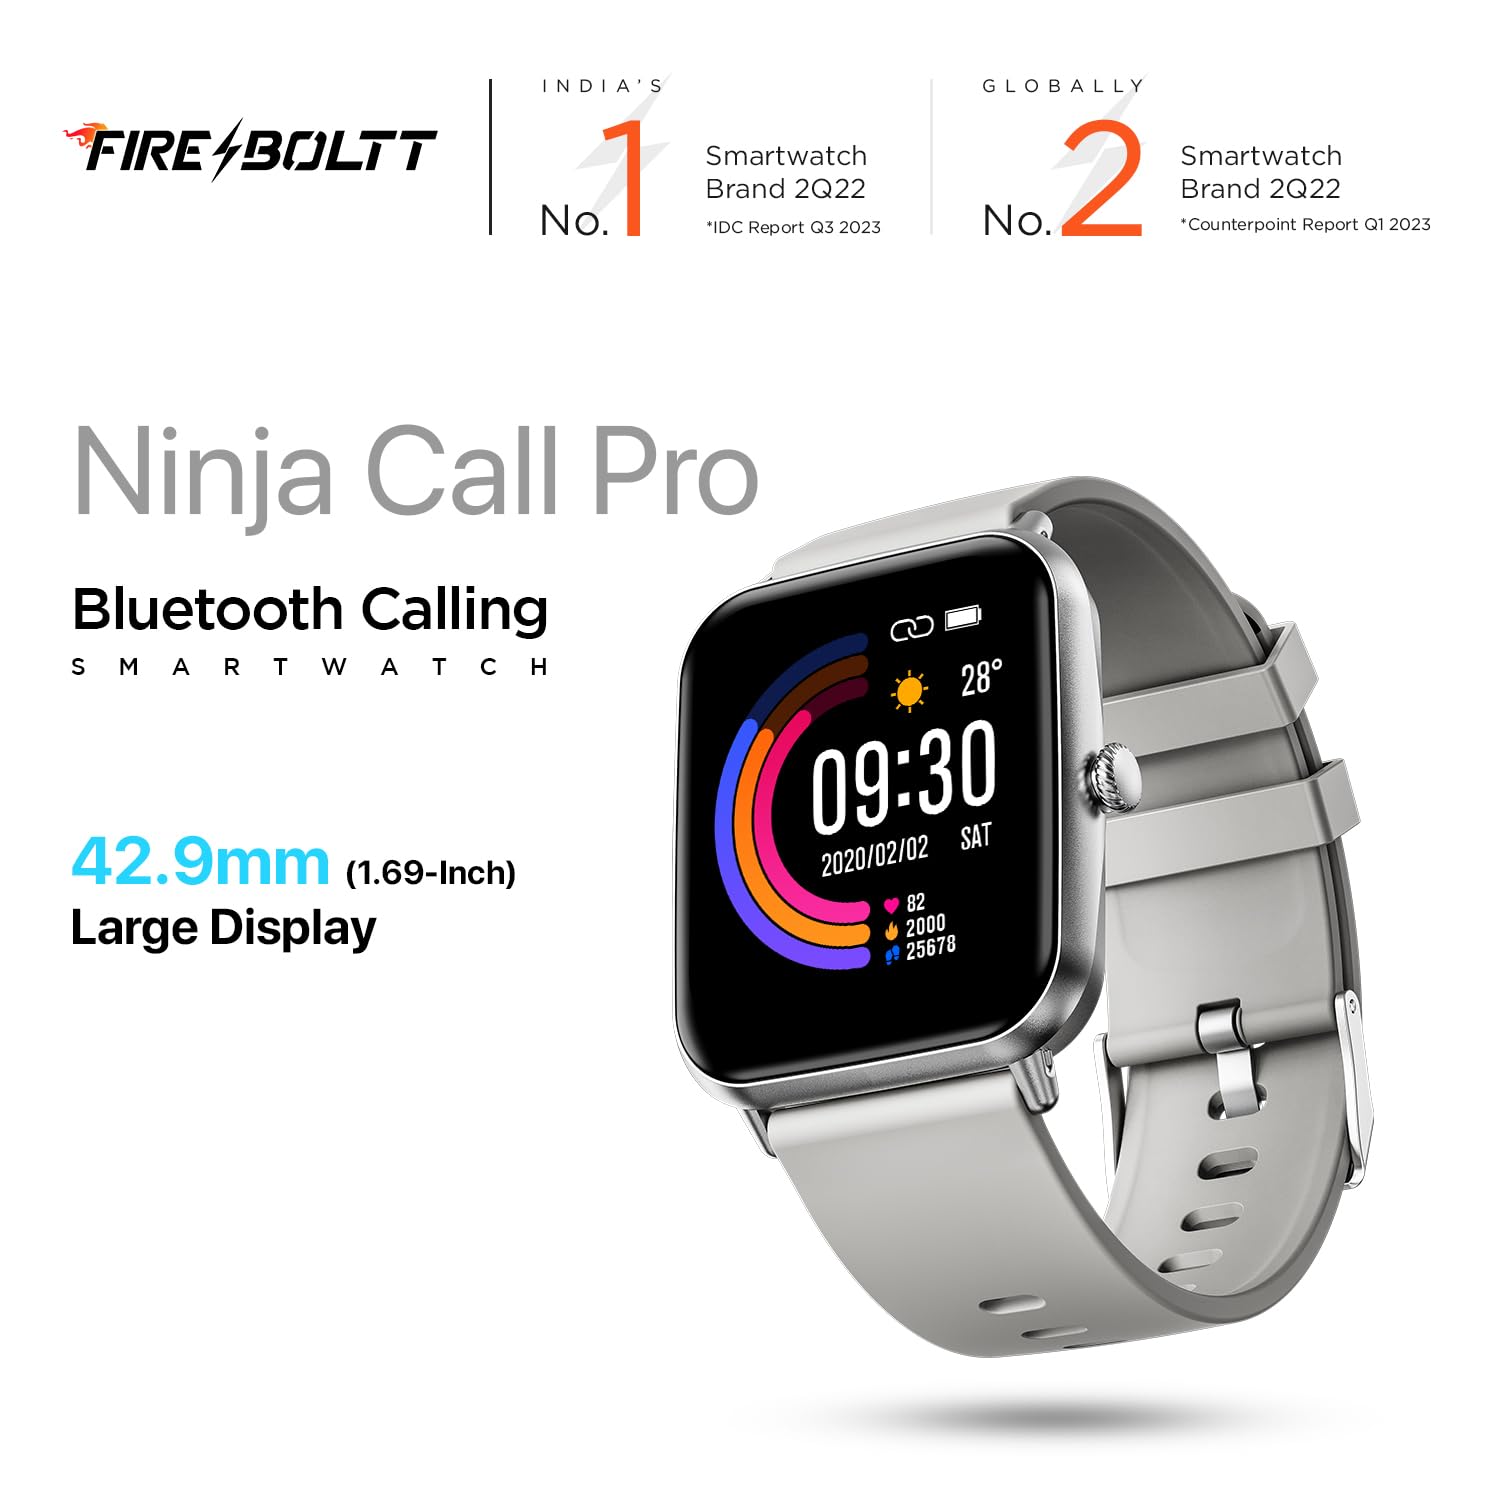 FIRE BOLTT
INDIA'S
No.1
Smartwatch
Brand 2Q22
*IDC Report Q3 2023
GLOBALLY
No.2
Smartwatch
Brand 2Q22
*Counterpoint Report Q1 2023
Ninja Call Pro
Bluetooth Calling
SMARTWATCH
42.9mm (1.69-Inch)
Large Display
28°
09:30
2020/02/02 SAT
82
2000
25678